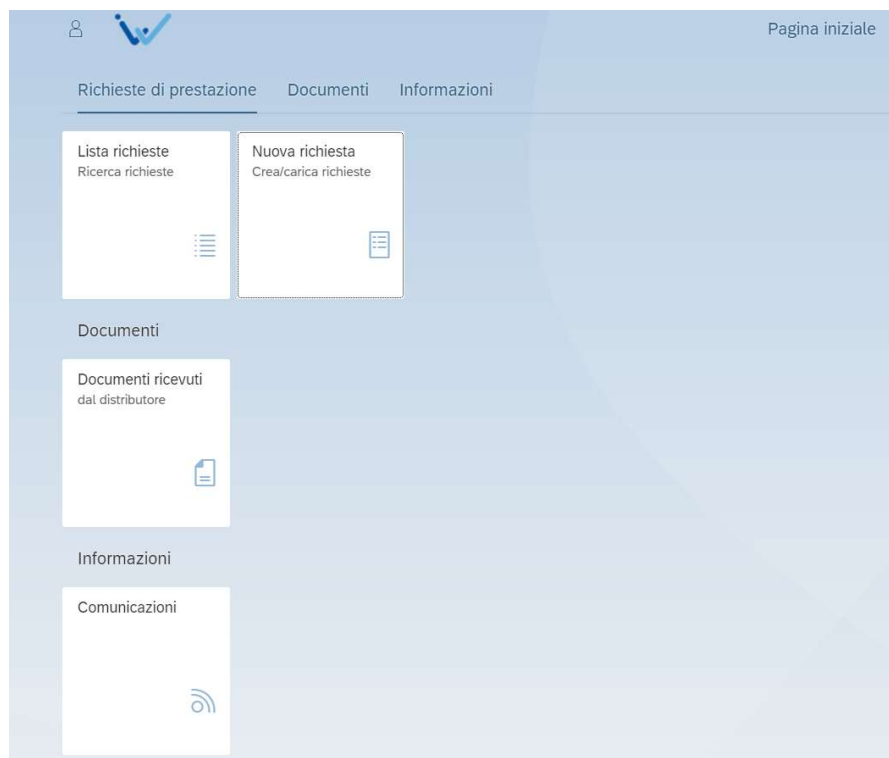 Pagina iniziale
Richieste di prestazione Documenti Informazioni
Lista richieste
Ricerca richieste
Nuova richiesta
Crea/carica richieste
Documenti
Documenti ricevuti
dal distributore
Informazioni
Comunicazioni